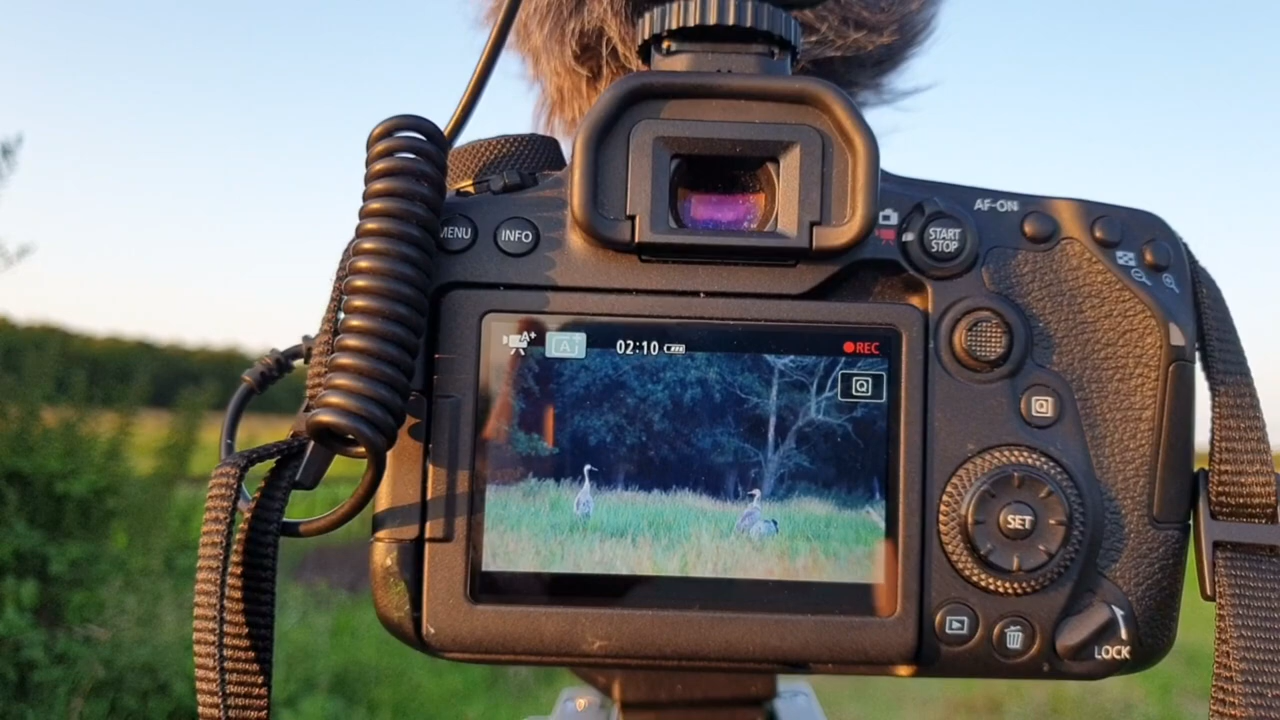 AF-ON
MENU
INFO
START
STOP
A+
A+
02:10
REC
Q
Q
SET
LOCK